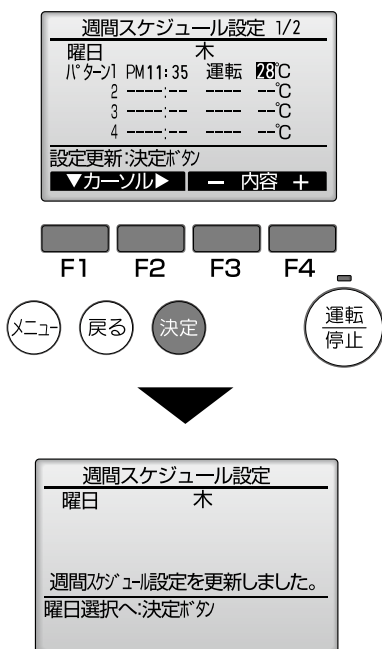 週間スケジュール設定 1/2
曜日 木
ﾊﾟﾀｰﾝ1 PM11:35 運転 28℃
2 ----:-- ---- --℃
3 ----:-- ---- --℃
4 ----:-- ---- --℃
設定更新:決定ﾎﾞﾀﾝ
▼カーソル▶ － 内容 ＋
F1 F2 F3 F4
メニュー 戻る 決定 運転
停止
週間スケジュール設定
曜日 木
週間ｽｹｼﾞｭｰﾙ設定を更新しました。
曜日選択へ:決定ﾎﾞﾀﾝ